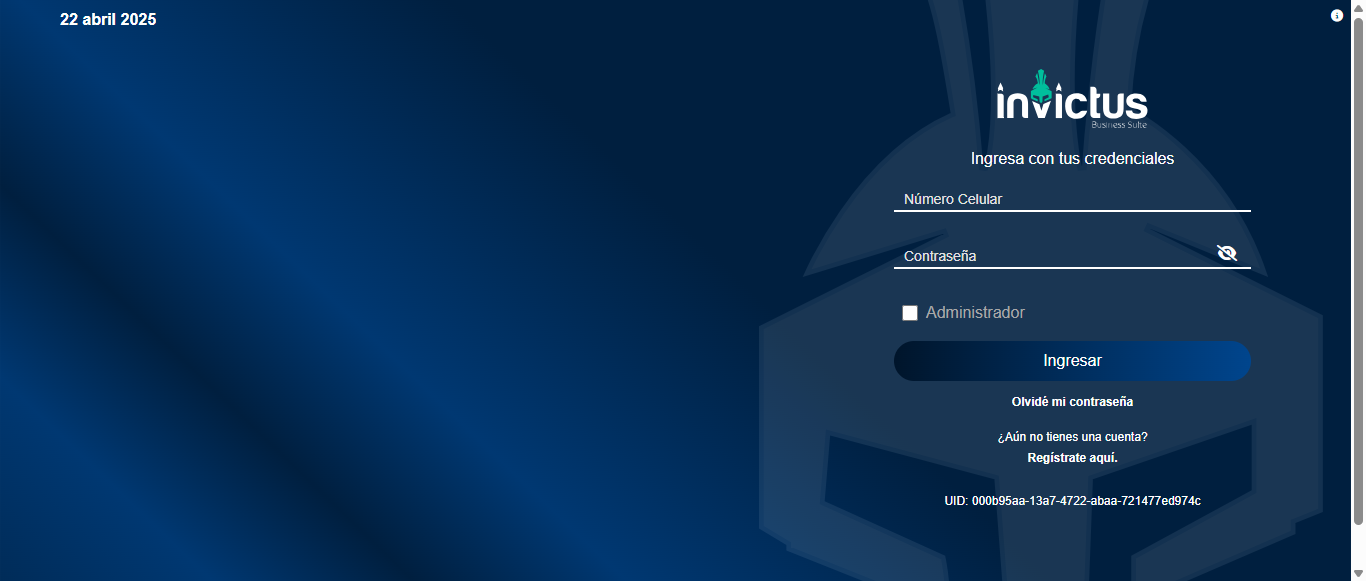 22 abril 2025
invictus
Business Suite
Ingresa con tus credenciales
Número Celular
Contraseña
Administrador
Ingresar
Olvidé mi contraseña
¿Aún no tienes una cuenta?
Regístrate aquí.
UID: 000b95aa-13a7-4722-abaa-721477ed974c